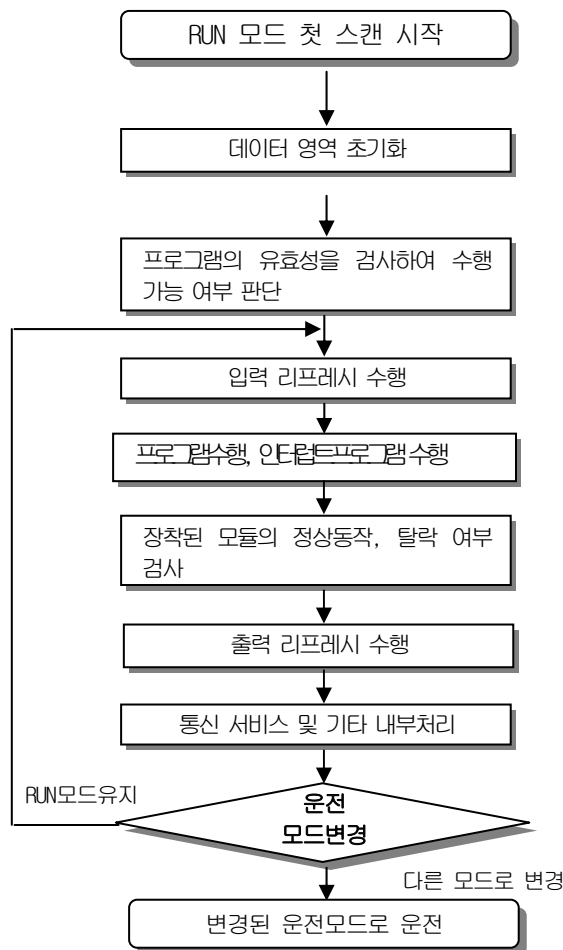 RUN 모드 첫 스캔 시작
데이터 영역 초기화
프로그램의 유효성을 검사하여 수행
가능 여부 판단
입력 리프레시 수행
프로그램수행, 인터럽트프로그램 수행
장착된 모듈의 정상동작, 탈락 여부
검사
출력 리프레시 수행
통신 서비스 및 기타 내부처리
RUN모드유지
운전
모드변경
다른 모드로 변경
변경된 운전모드로 운전